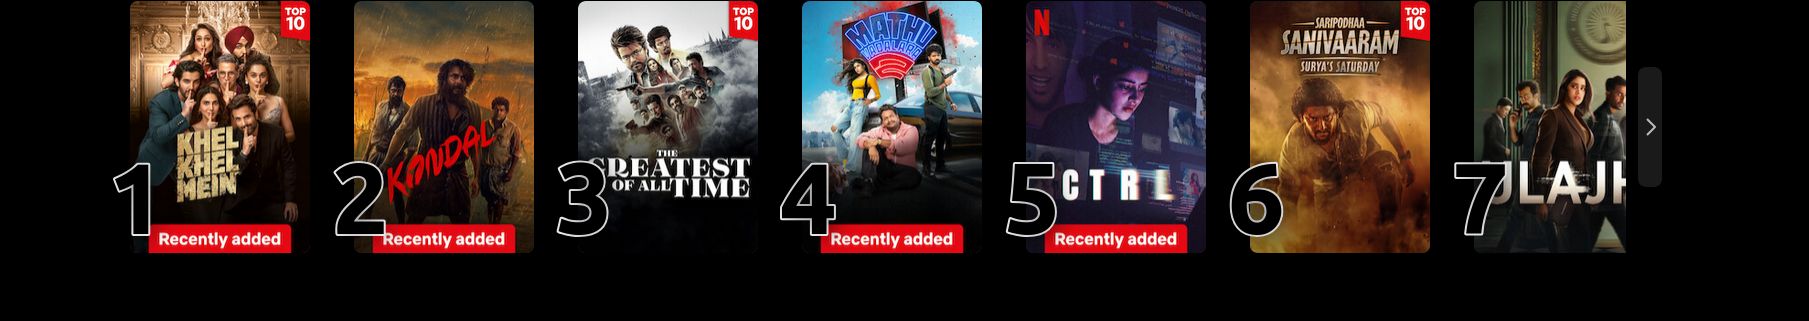 TOP
10
KHEL
KHEL
MEIN
1
Recently added
KONDAL
2
Recently added
TOP
10
THE
GREATEST
OF ALL TIME
3
MATHU
VADALARA
4
Recently added
N
CTRL
5
Recently added
TOP
10
SARIPODHAA
SANIVAARAM
SURYA'S SATURDAY
6
ULAJH
7